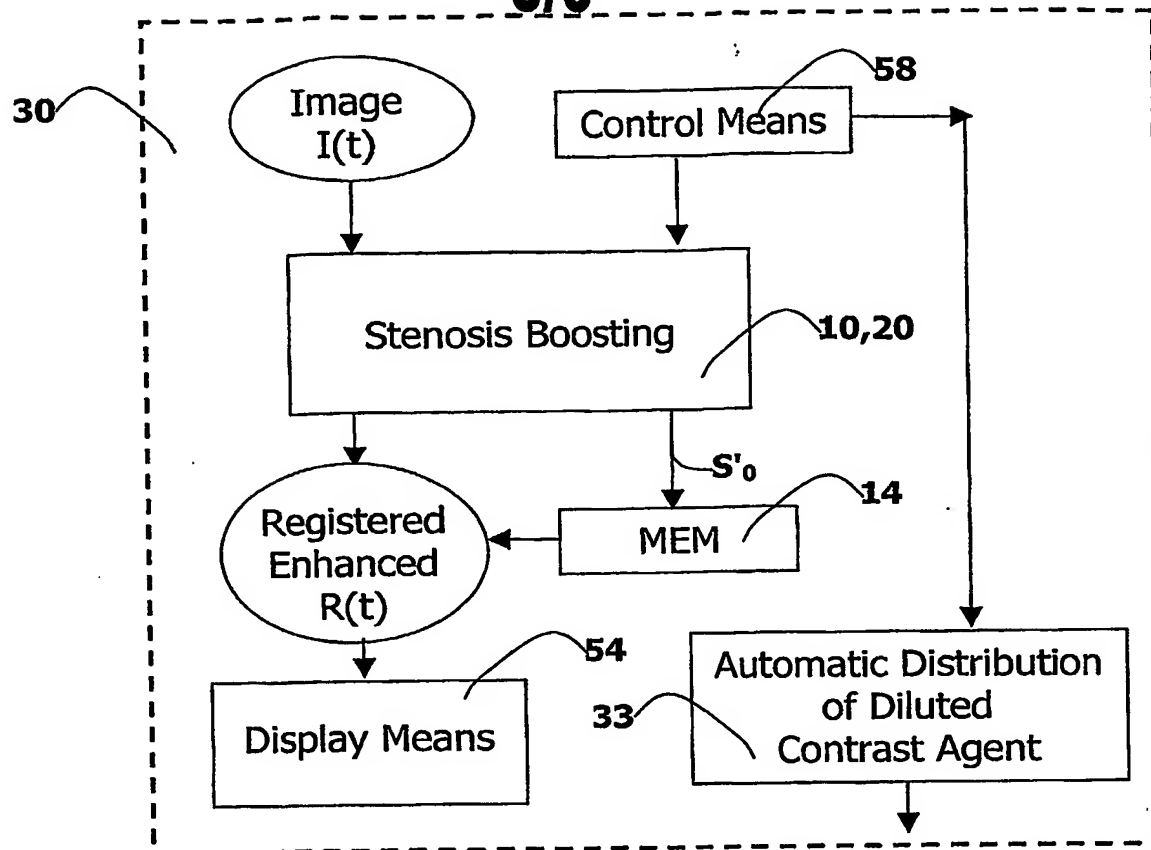 30
Image
I(t)
Control Means
58
Stenosis Boosting
10,20
S'0
14
Registered
Enhanced
R(t)
MEM
54
Display Means
33
Automatic Distribution
of Diluted
Contrast Agent